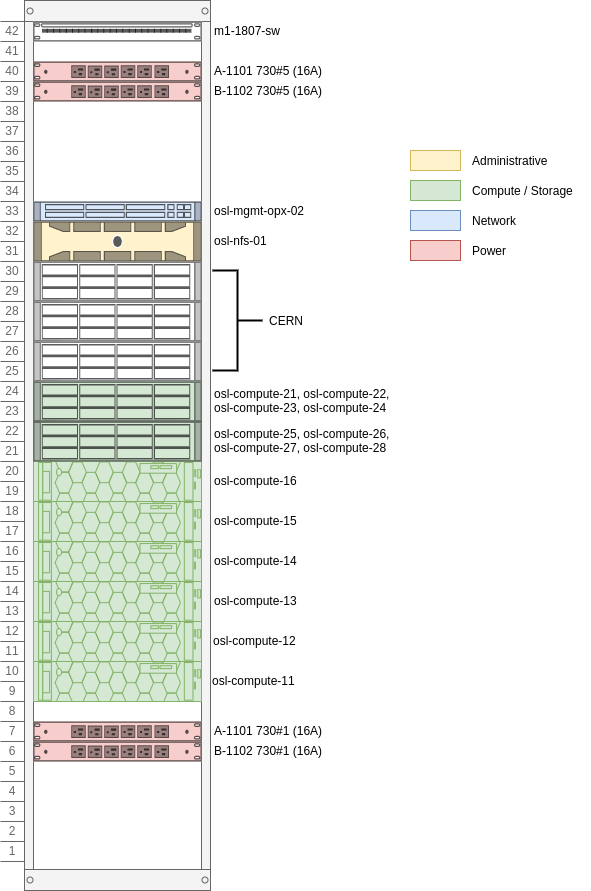 42 m1-1807-sw
41
40 A-1101 730#5 (16A)
39 B-1102 730#5 (16A)
38
37
36 Administrative
35 Compute / Storage
34
33 osl-mgmt-opx-02 Network
32
osl-nfs-01
31 Power
30
29
28
CERN
27
26
25
24 osl-compute-21, osl-compute-22,
23 osl-compute-23, osl-compute-24
22 osl-compute-25, osl-compute-26,
21 osl-compute-27, osl-compute-28
20
osl-compute-16
19
18
osl-compute-15
17
16
osl-compute-14
15
14
osl-compute-13
13
12
osl-compute-12
11
10
osl-compute-11
9
8
7 A-1101 730#1 (16A)
6 B-1102 730#1 (16A)
5
4
3
2
1